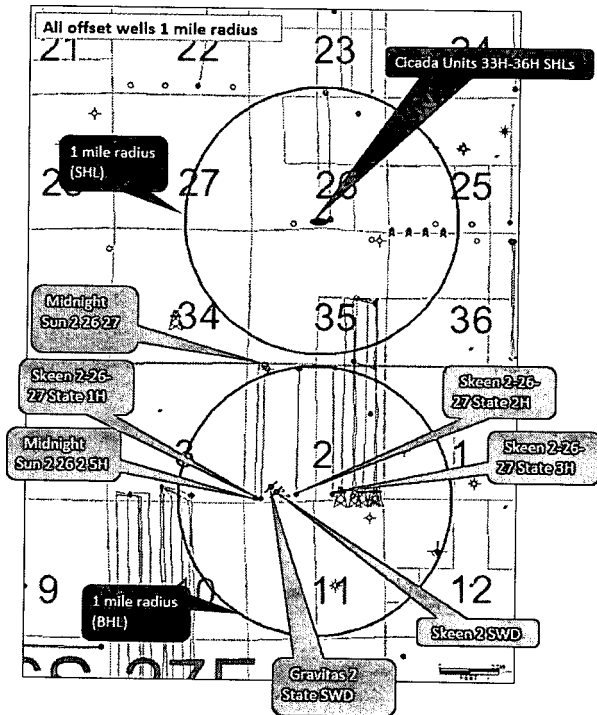 All offset wells 1 mile radius
21
22
23
24
Cicada Units 33H-36H SHLs
1 mile radius
(SHL)
27
26
25
Midnight
Sun 2 26 27
34
35
36
Skeen 2-26-
27 State 1H
Skeen 2-26-
27 State 2H
Midnight
Sun 2 26 2 5H
2
1
Skeen 2-26-
27 State 3H
9
10
11
12
1 mile radius
(BHL)
Skeen 2 SWD
Gravitas 2
State SWD